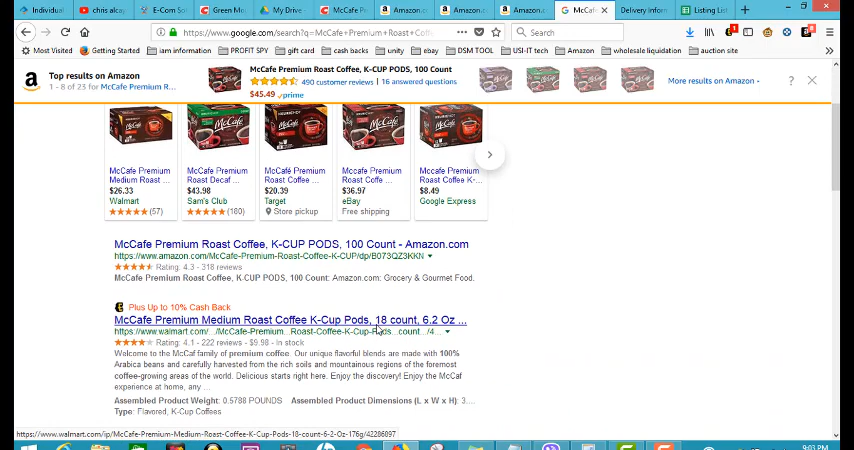 Individual
chris alcay
E-Com So
Green Mo
My Drive -
McCafe Pr
Amazon.c
Amazon.co
Amazon.co
McCafe
Delivery Inforr
Listing List
https://www.google.com/search?q=McCafe+Premium+Roast+Coff
Search
Most Visited
Getting Started
iam information
PROFIT SPY
gift card
cash backs
unity
ebay
DSM TOOL
USI-IT tech
Amazon
wholesale liquidation
auction site
Top results on Amazon
1 - 8 of 23 for McCafe Premium R...
McCafe Premium Roast Coffee, K-CUP PODS, 100 Count
490 customer reviews | 16 answered questions
$45.49 prime
More results on Amazon
McCafe Premium Medium Roast ...
$26.33
Walmart
(57)
McCafe Premium Roast Decaf ...
$43.98
Sam's Club
(180)
McCafé Premium Roast Coffee ...
$20.39
Target
Store pickup
McCafe Premium Roast Coffe ...
$36.97
eBay
Free shipping
McCafe Premium Roast Coffee K-...
$8.49
Google Express
McCafe Premium Roast Coffee, K-CUP PODS, 100 Count - Amazon.com
https://www.amazon.com/McCafe-Premium-Roast-Coffee-K-CUP/dp/B073QZ3KKN
Rating: 4.3 - 318 reviews
McCafe Premium Roast Coffee, K-CUP PODS, 100 Count: Amazon.com: Grocery & Gourmet Food.
Plus Up to 10% Cash Back
McCafe Premium Medium Roast Coffee K-Cup Pods, 18 count, 6.2 Oz ...
https://www.walmart.com/.../McCafe-Premium...Roast-Coffee-K-Cup-Pods...count.../4...
Rating: 4.1 - 222 reviews - $9.98 - In stock
Welcome to the McCaf family of premium coffee. Our unique flavorful blends are made with 100%
Arabica beans and carefully harvested from the rich soils and mountainous regions of the foremost
coffee-growing areas of the world. Delicious starts right here. Enjoy the discovery! Enjoy the McCaf
experience at home, any ...
Assembled Product Weight: 0.5788 POUNDS Assembled Product Dimensions (L x W x H): 3....
Type: Flavored, K-Cup Coffees
https://www.walmart.com/ip/McCafe-Premium-Medium-Roast-Coffee-K-Cup-Pods-18-count-6-2-Oz-176g/42286897
9:03 PM